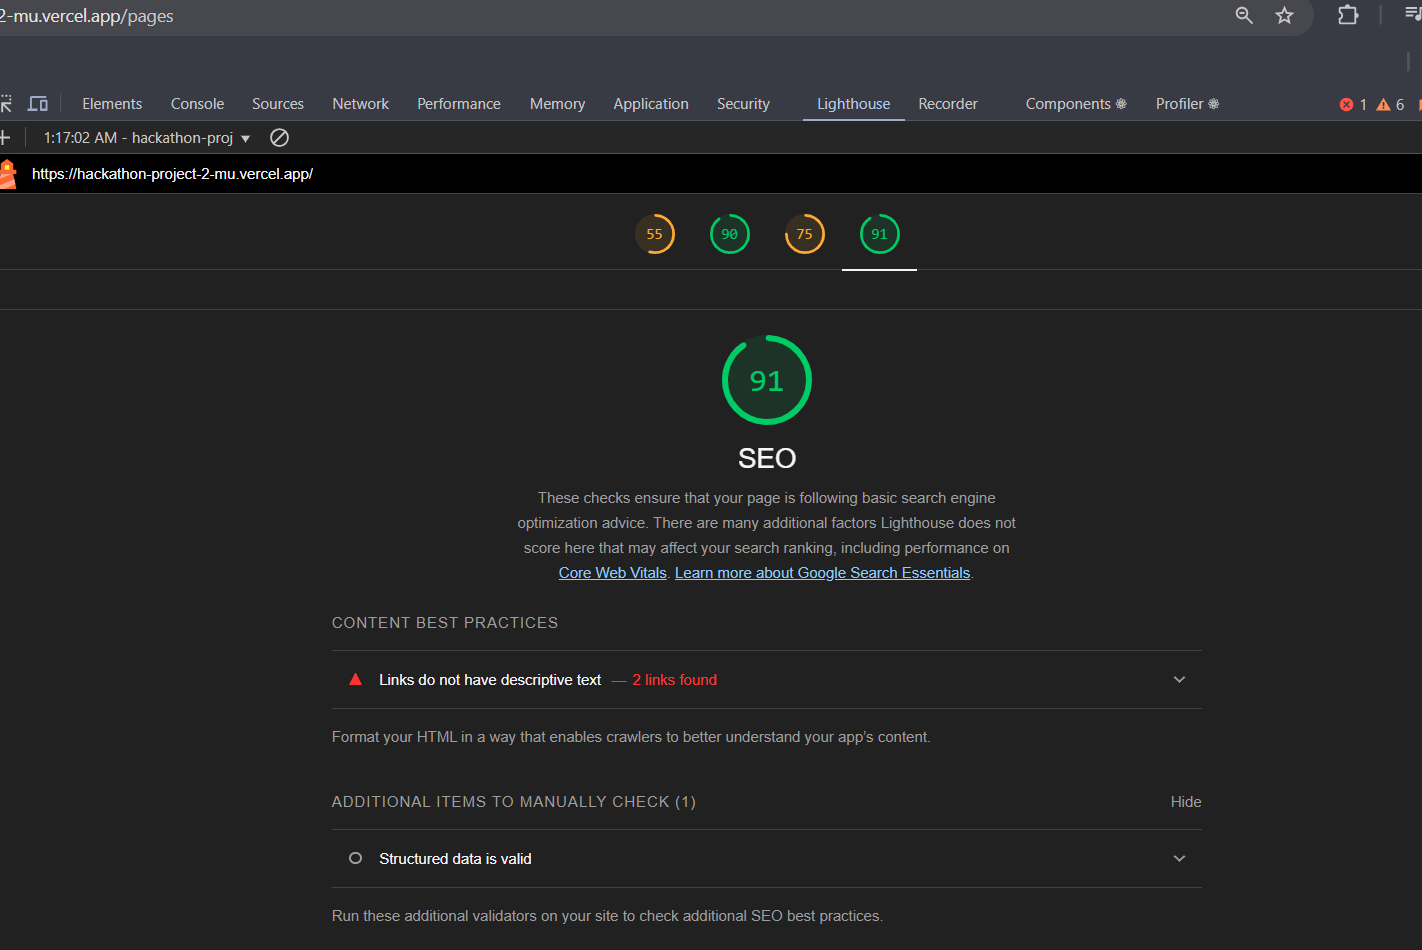 2-mu.vercel.app/pages
Elements Console Sources Network Performance Memory Application Security Lighthouse Recorder Components Profiler 1 6
1:17:02 AM - hackathon-proj
https://hackathon-project-2-mu.vercel.app/
55 90 75 91
91
SEO
These checks ensure that your page is following basic search engine
optimization advice. There are many additional factors Lighthouse does not
score here that may affect your search ranking, including performance on
Core Web Vitals. Learn more about Google Search Essentials.
CONTENT BEST PRACTICES
Links do not have descriptive text — 2 links found
Format your HTML in a way that enables crawlers to better understand your app’s content.
ADDITIONAL ITEMS TO MANUALLY CHECK (1) Hide
Structured data is valid
Run these additional validators on your site to check additional SEO best practices.